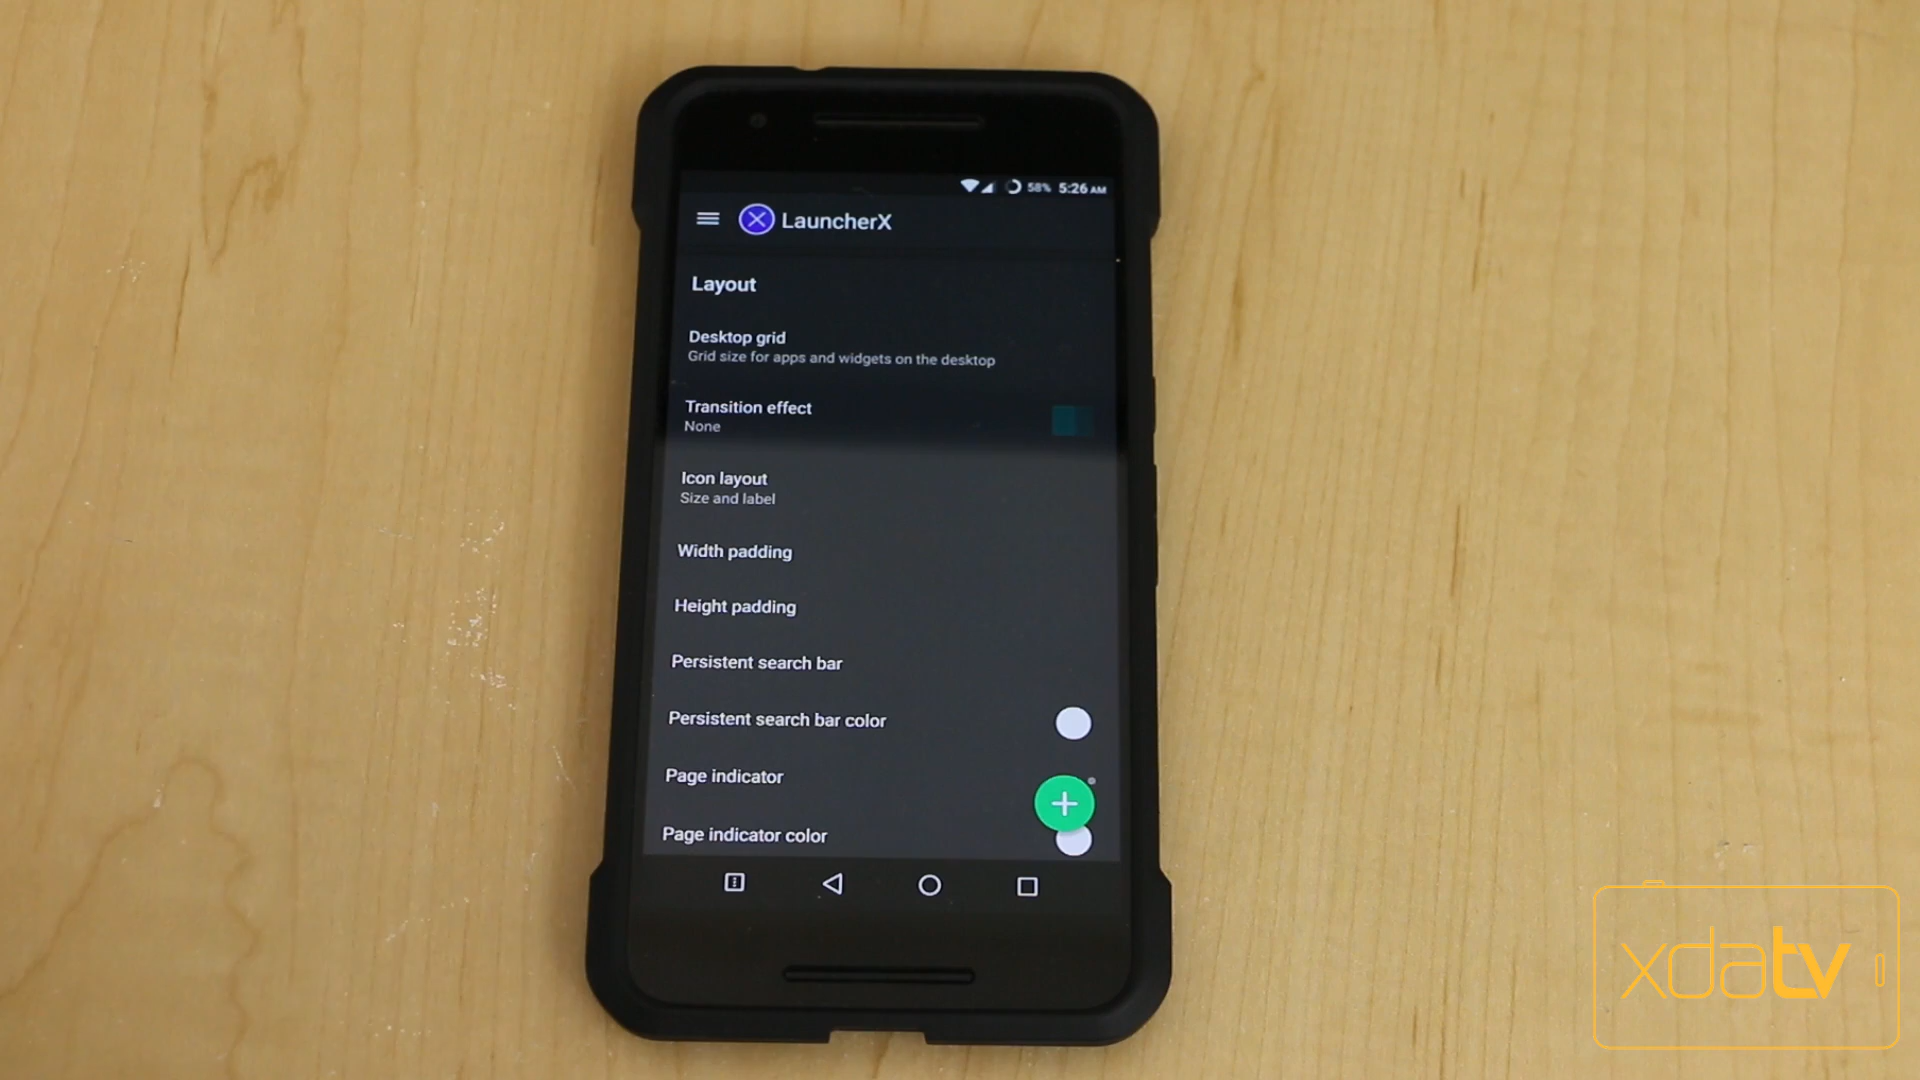 58% 5:26 AM
LauncherX
Layout
Desktop grid
Grid size for apps and widgets on the desktop
Transition effect
None
Icon layout
Size and label
Width padding
Height padding
Persistent search bar
Persistent search bar color
Page indicator
Page indicator color
xdatv